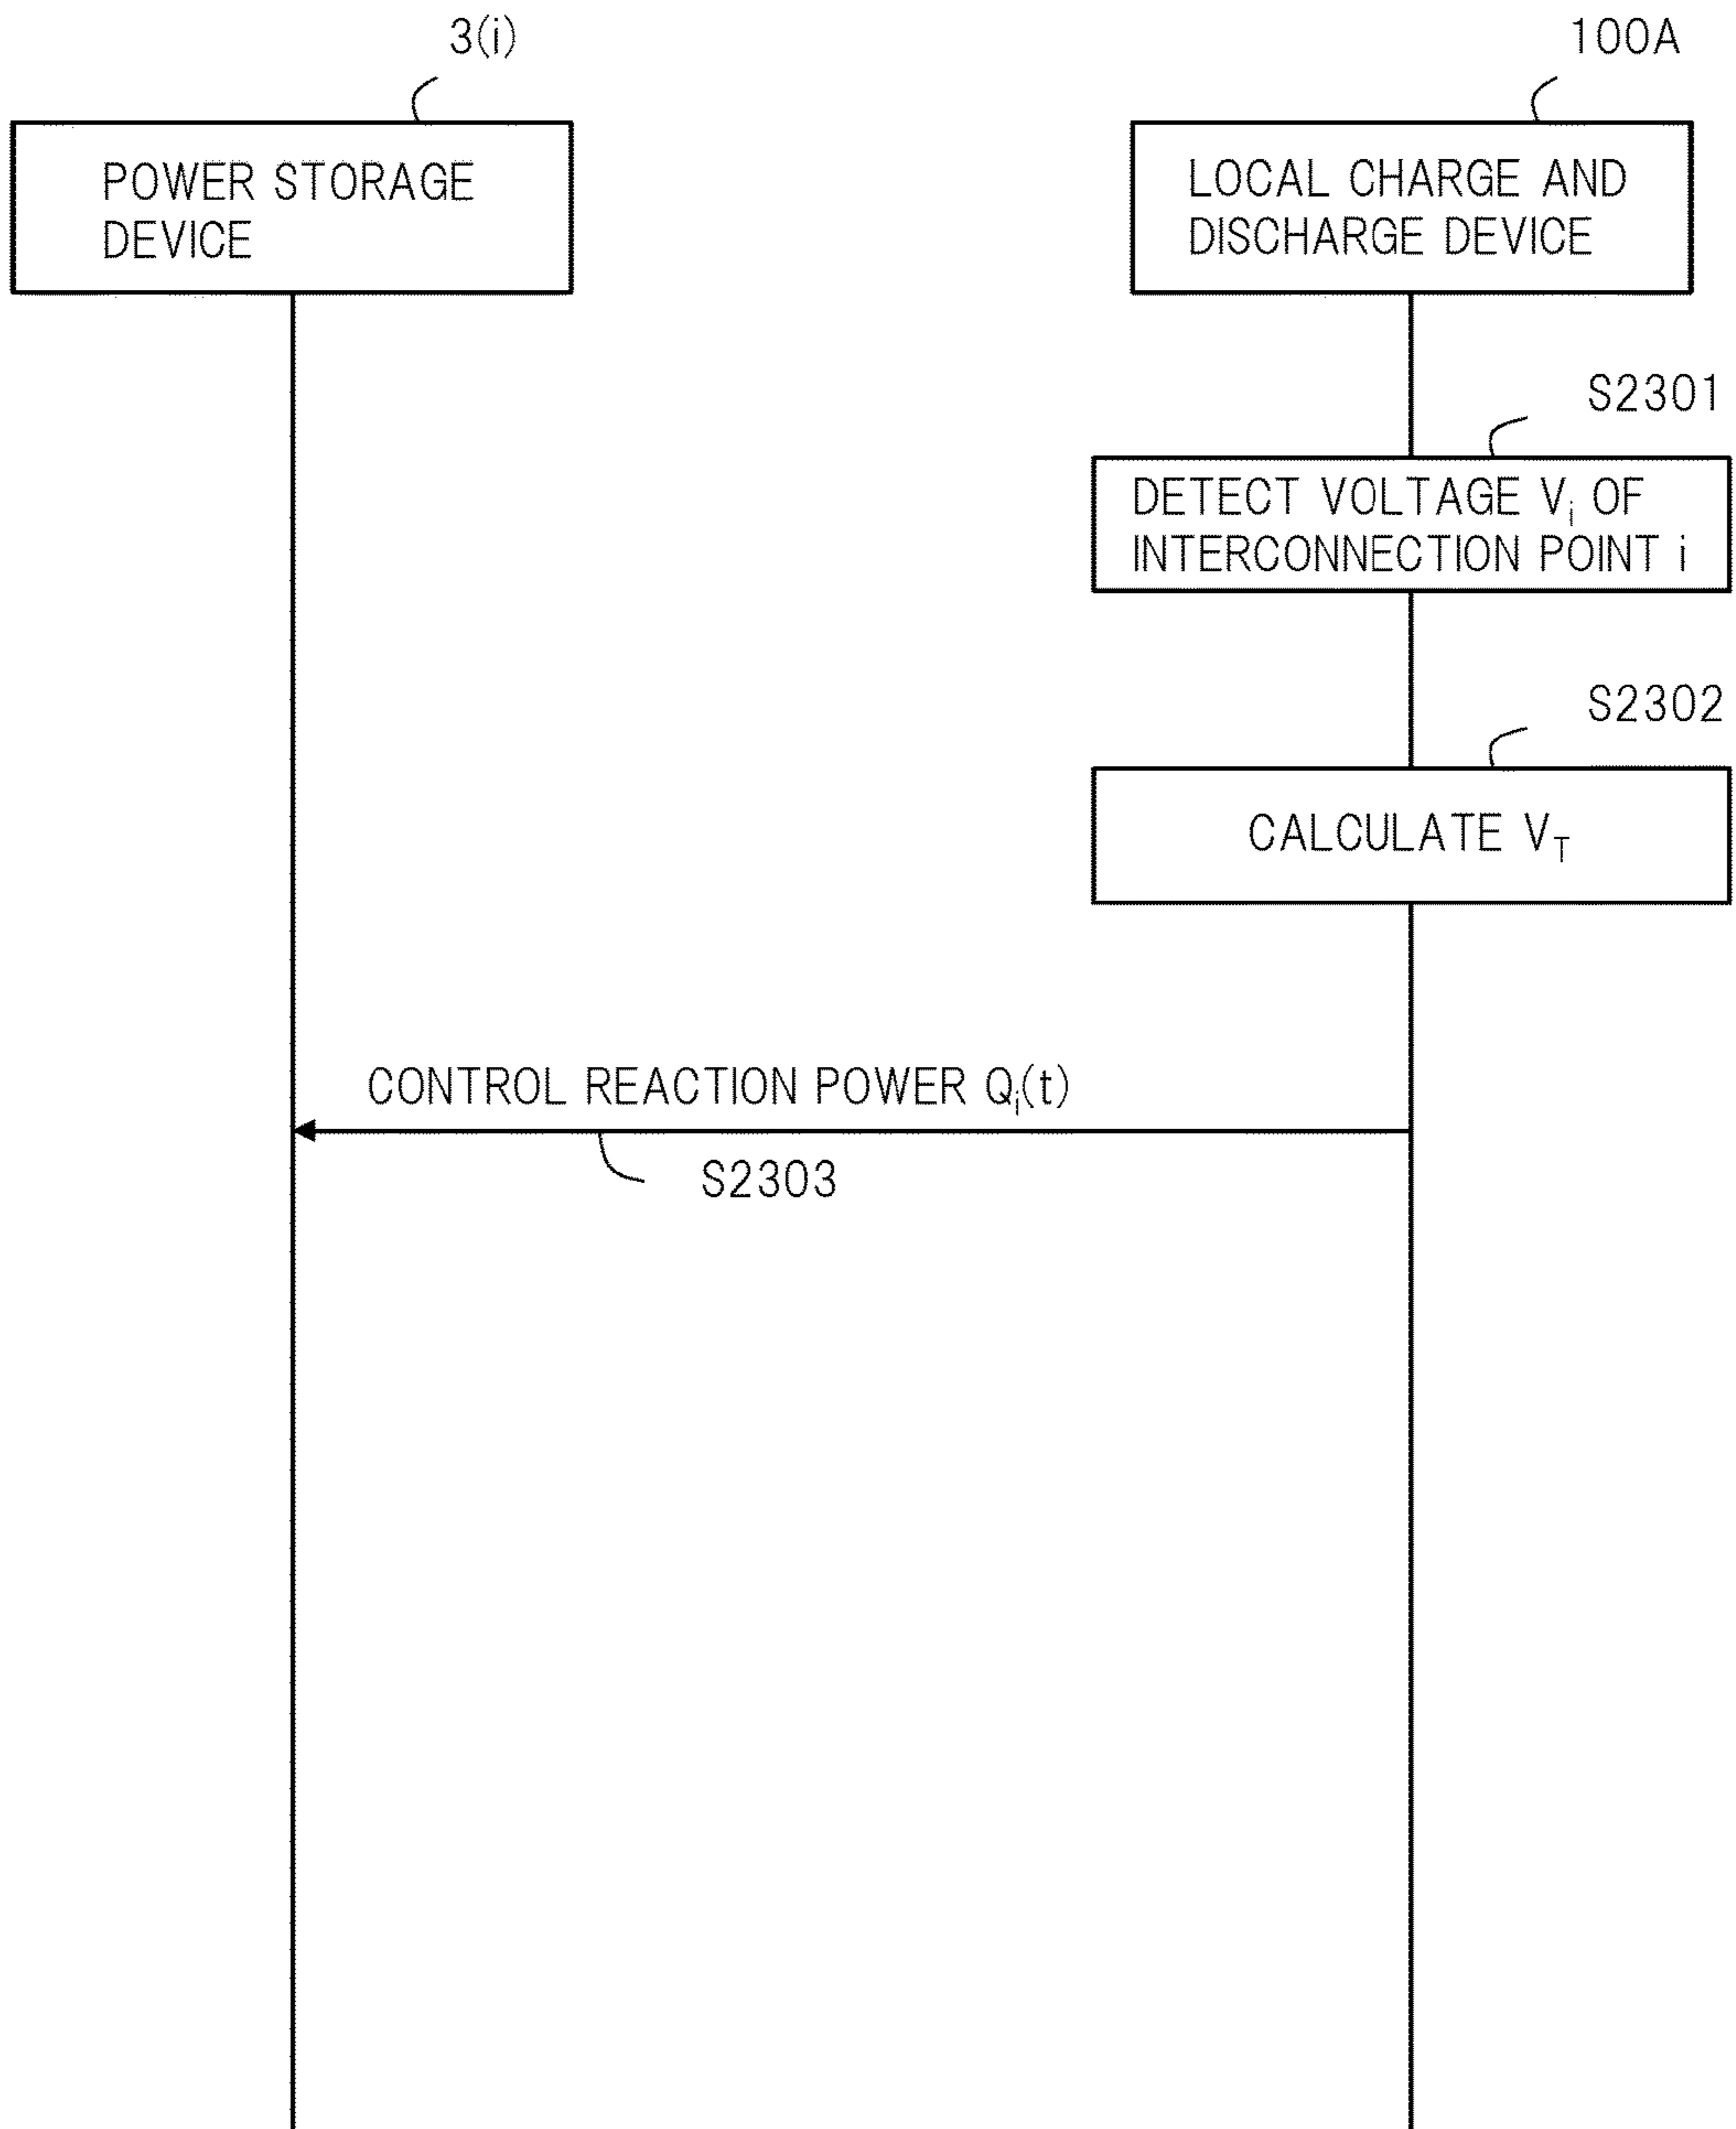 3(i)
100A
POWER STORAGE
DEVICE
LOCAL CHARGE AND
DISCHARGE DEVICE
S2301
DETECT VOLTAGE Vi OF
INTERCONNECTION POINT i
S2302
CALCULATE VT
CONTROL REACTION POWER Qi(t)
S2303